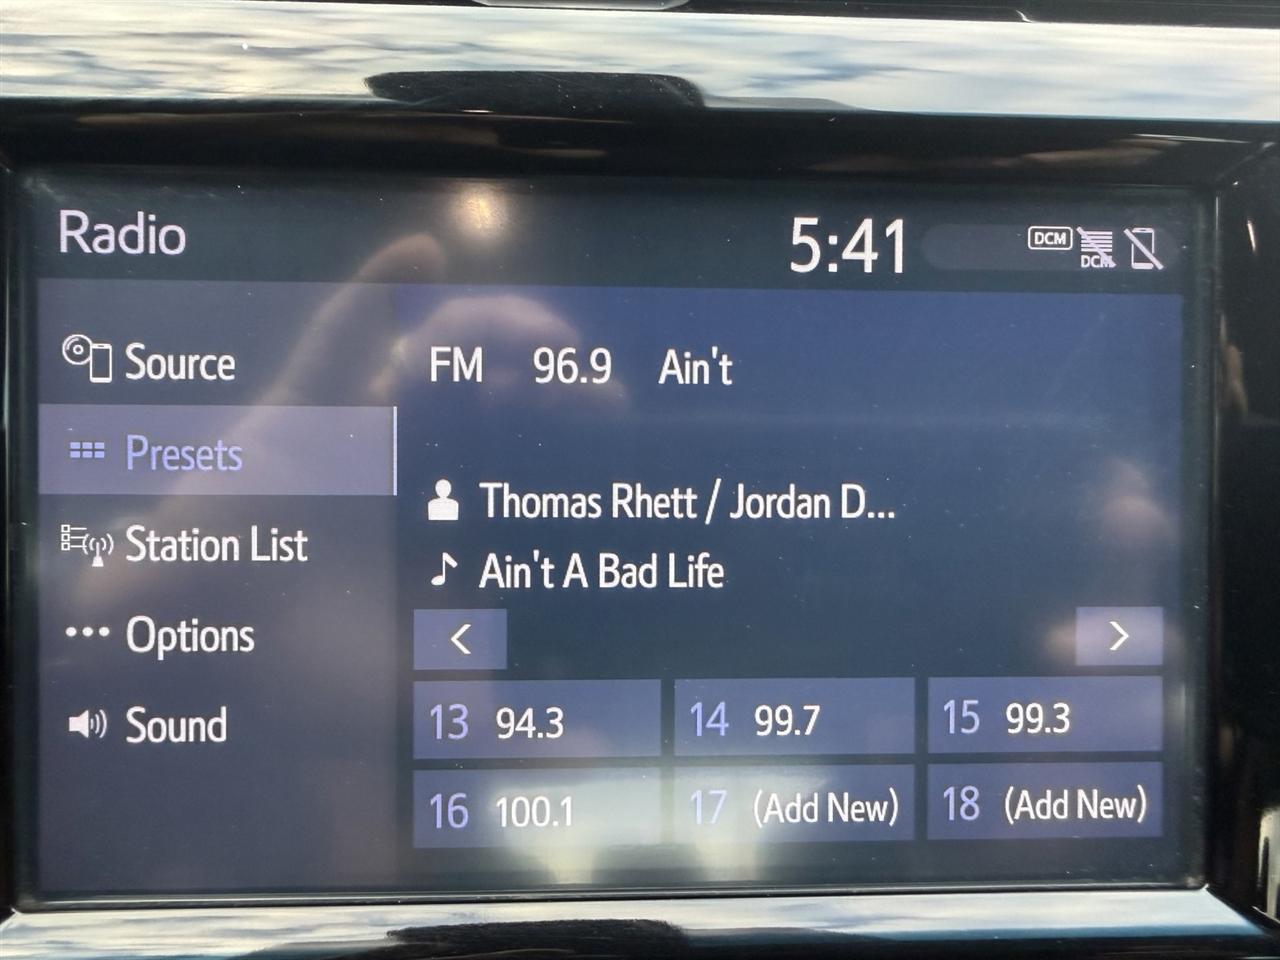 Radio
5:41
DCM
DCM
Source
FM 96.9 Ain't
Presets
Thomas Rhett / Jordan D...
Station List
Ain't A Bad Life
Options
<
>
Sound
13 94.3
14 99.7
15 99.3
16 100.1
17 (Add New)
18 (Add New)